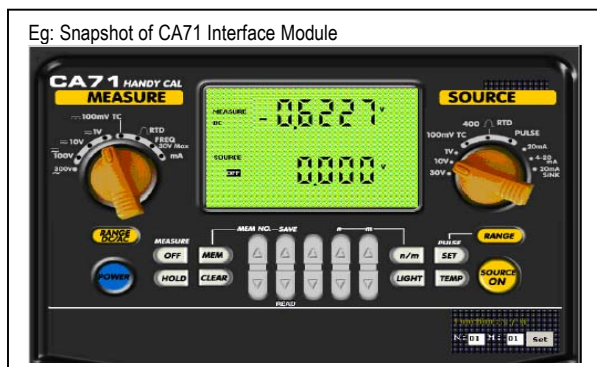 Eg: Snapshot of CA71 Interface Module
CA71 HANDY CAL
MEASURE
SOURCE
100mV TC
1V
10V
100V
300V
RTD
FREQ
30V Max
mA
MEASURE
DC
-0.6227 V
SOURCE
OFF
0.000 V
400
RTD
100mV TC
PULSE
1V
10V
30V
20mA
4-20
mA
20mA
SINK
RANGE
DC/AC
MEASURE
MEM NO.
SAVE
n
m
PULSE
RANGE
OFF
MEM
n/m
SET
POWER
HOLD
CLEAR
LIGHT
TEMP
SOURCE
ON
READ
01
01
Set